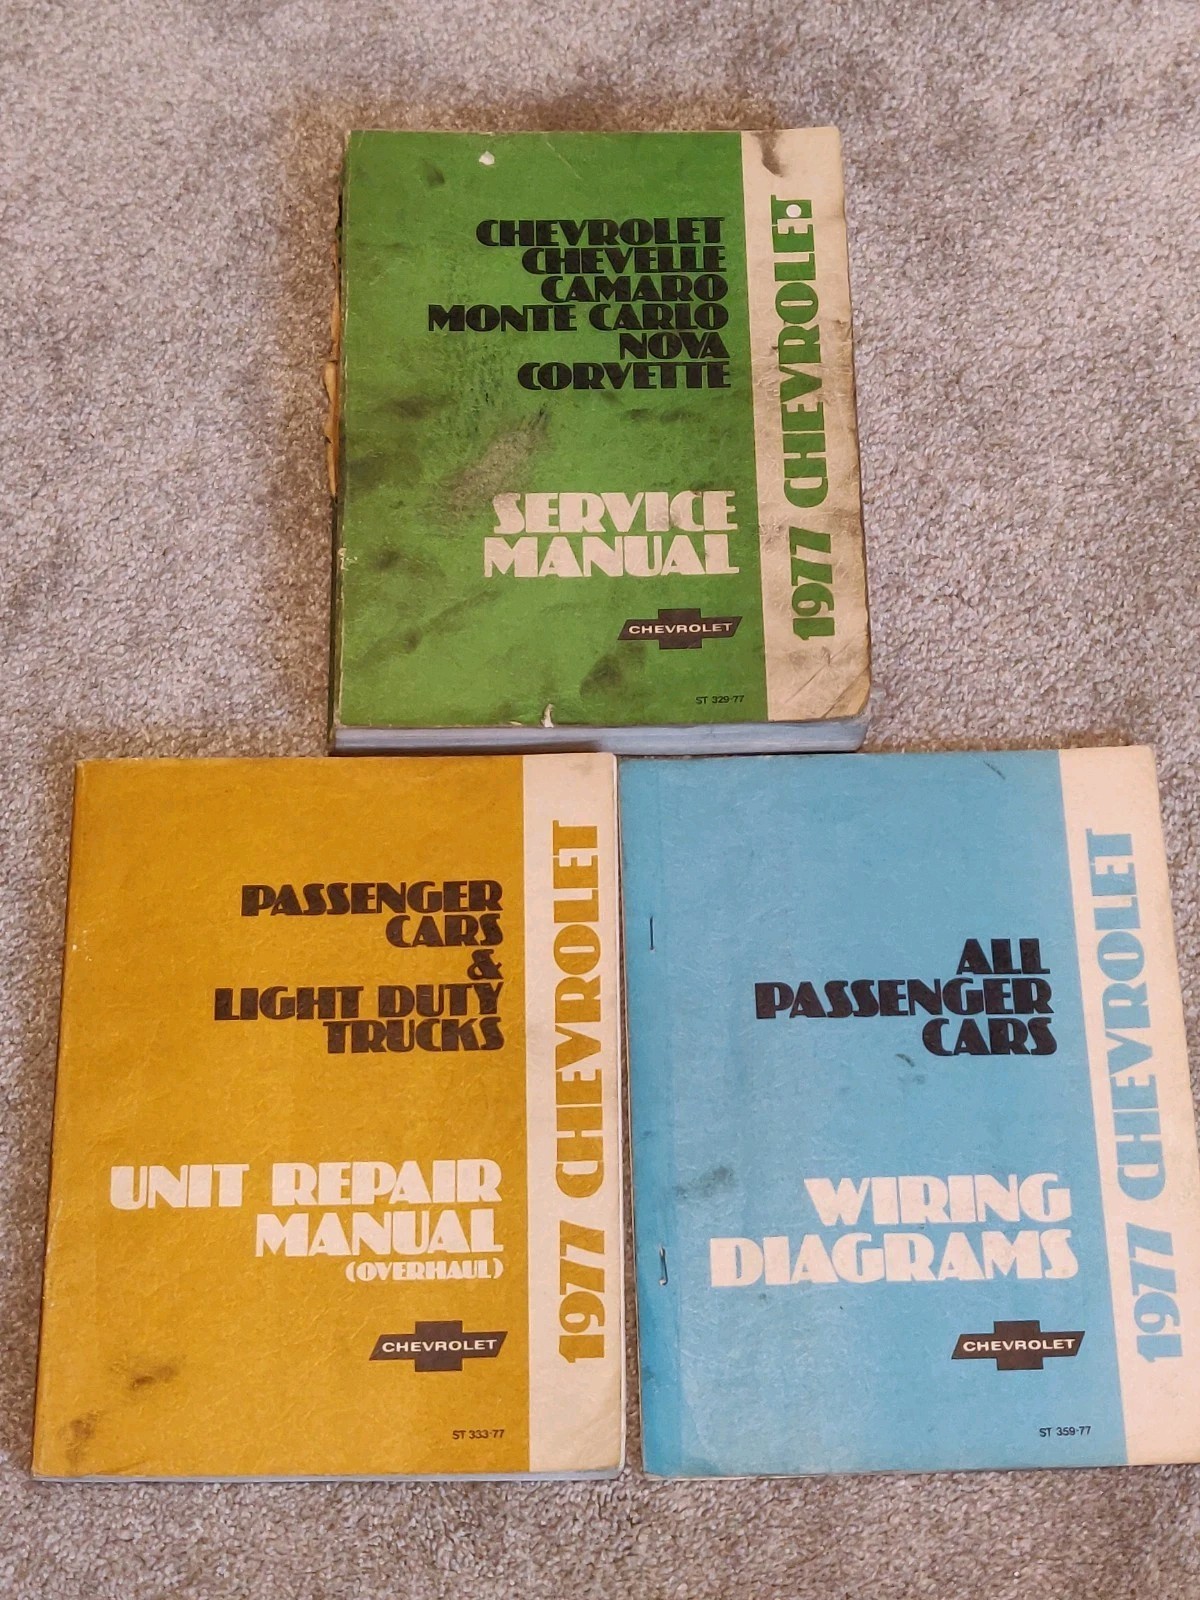 CHEVROLET
CHEVELLE
CAMARO
MONTE CARLO
NOVA
CORVETTE
SERVICE
MANUAL
CHEVROLET
ST 329-77
1977 CHEVROLET
PASSENGER
CARS
&
LIGHT DUTY
TRUCKS
UNIT REPAIR
MANUAL
(OVERHAUL)
CHEVROLET
ST 333-77
1977 CHEVROLET
ALL
PASSENGER
CARS
WIRING
DIAGRAMS
CHEVROLET
ST 359-77
1977 CHEVROLET